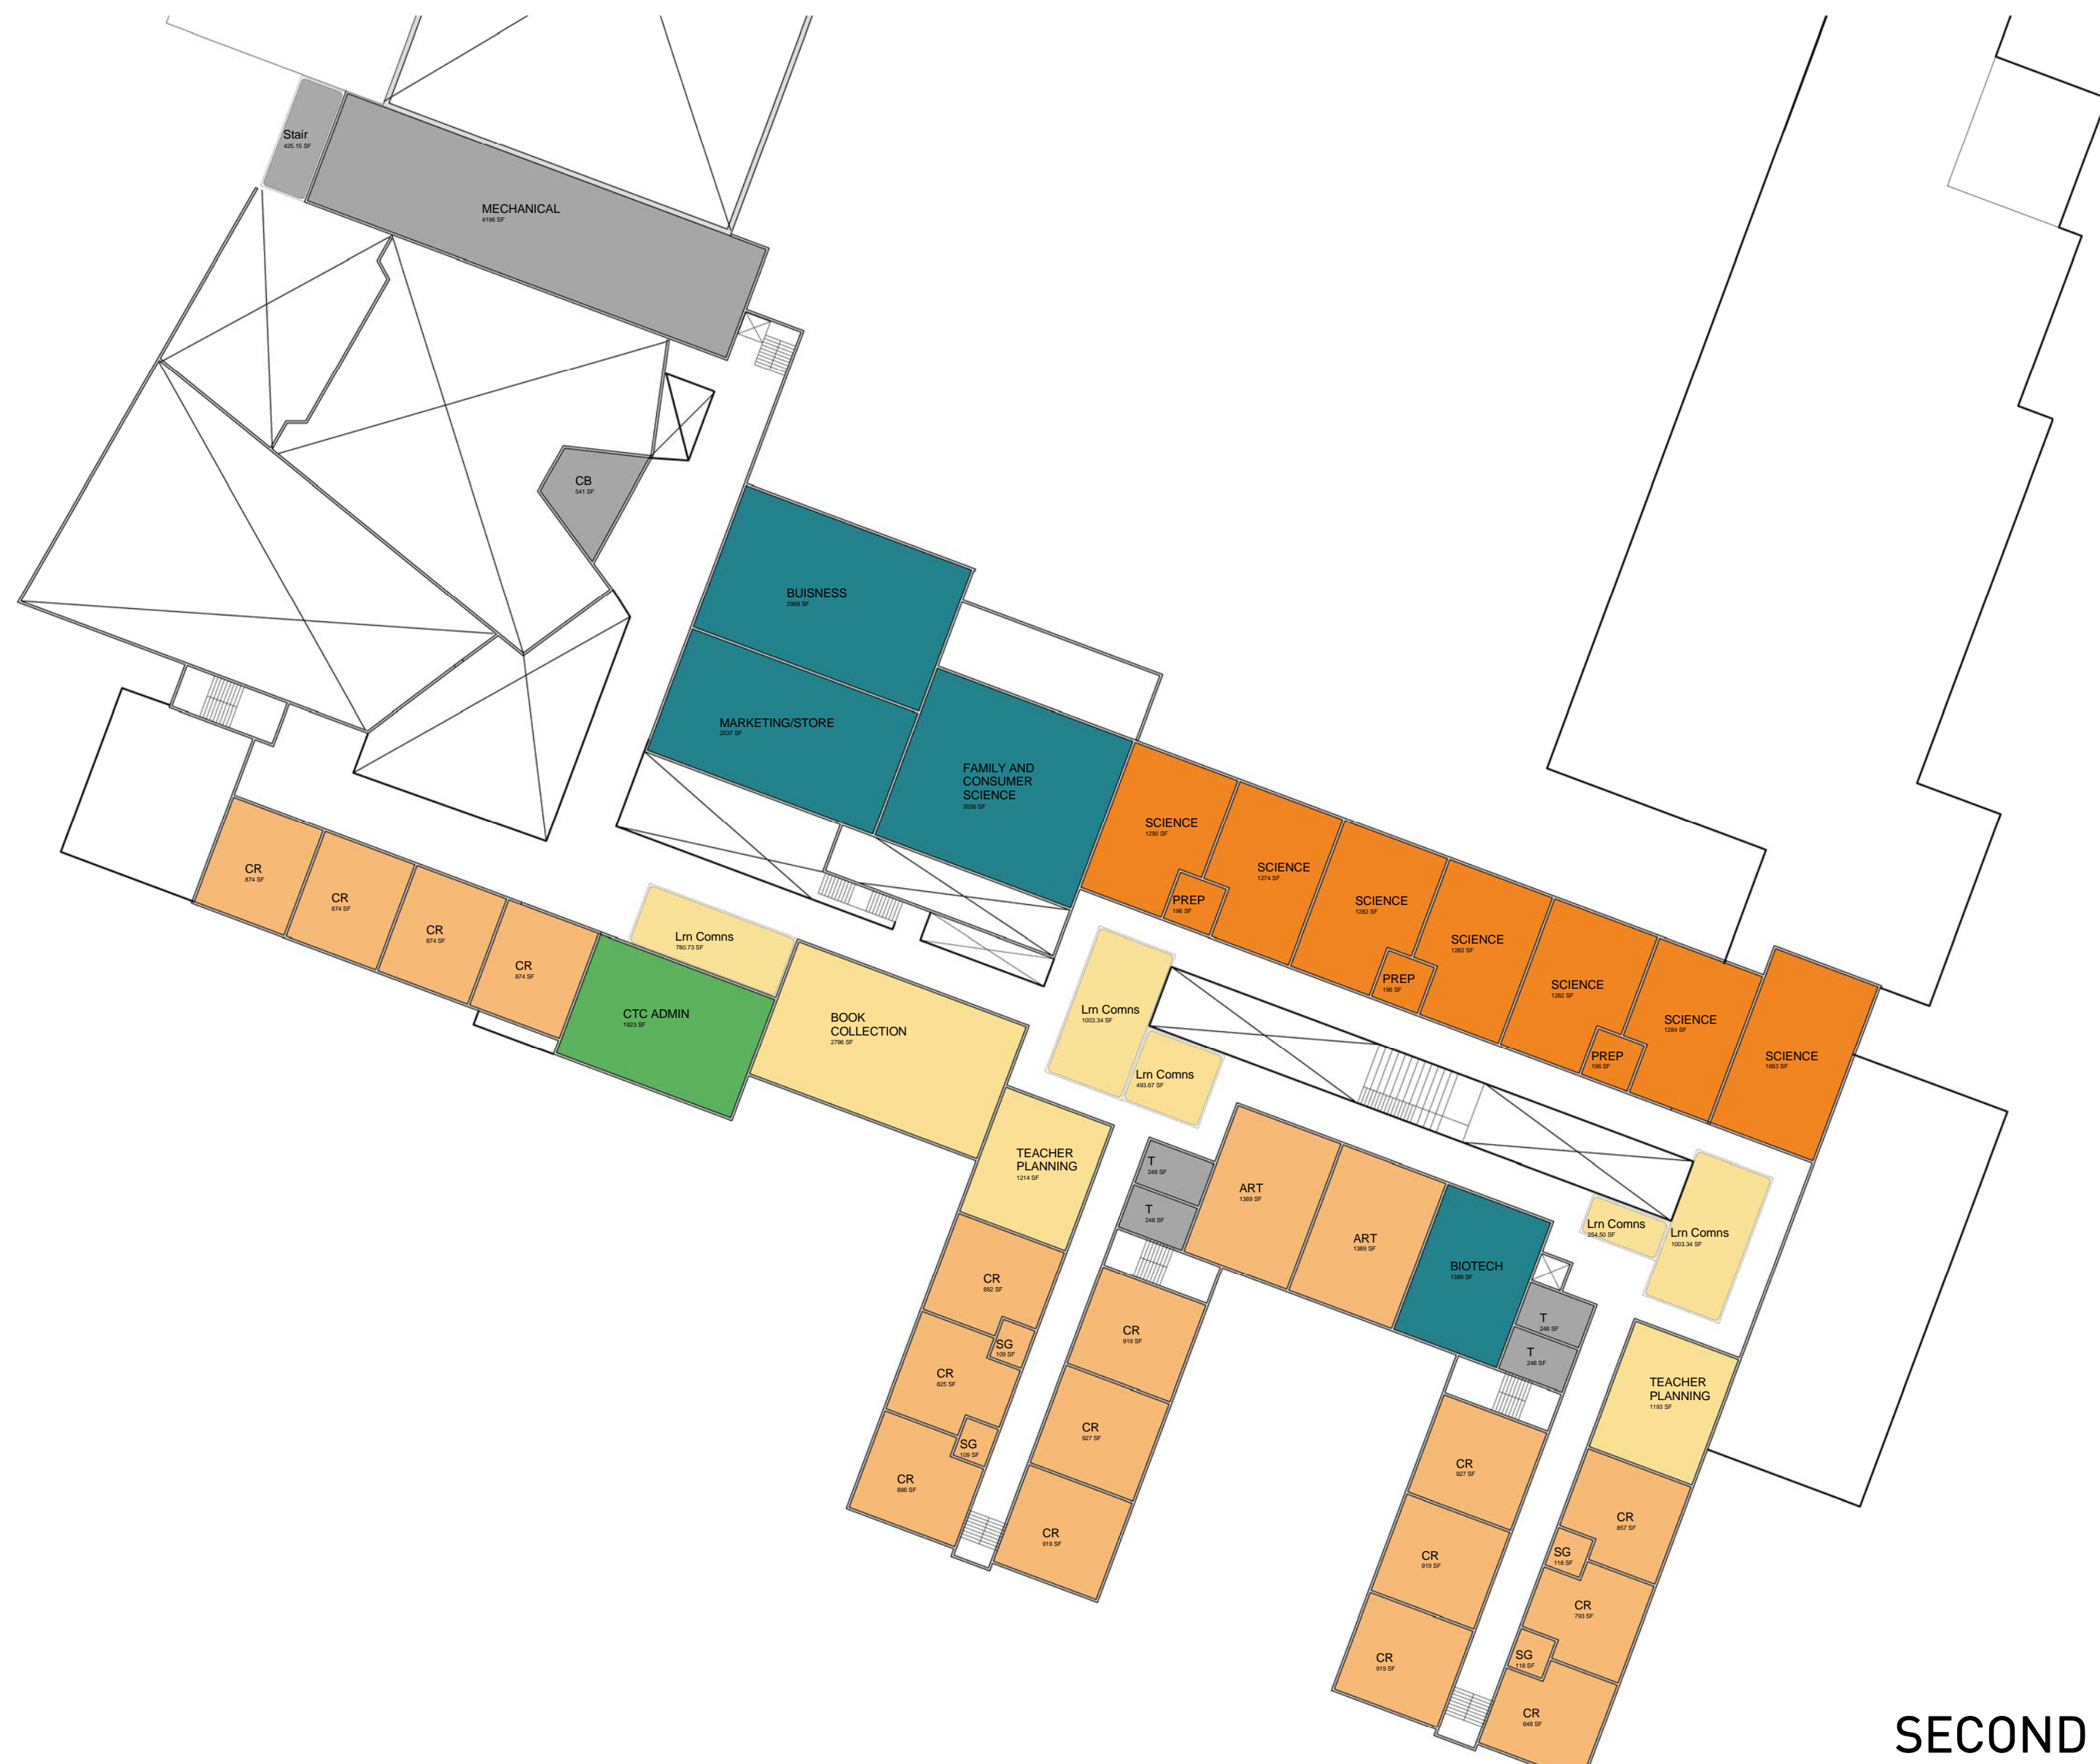 Stair
425.15 SF
MECHANICAL
4196 SF
CB
541 SF
BUISNESS
2968 SF
MARKETING/STORE
2537 SF
FAMILY AND
CONSUMER
SCIENCE
3036 SF
SCIENCE
1290 SF
PREP
196 SF
SCIENCE
1274 SF
SCIENCE
1282 SF
PREP
196 SF
SCIENCE
1282 SF
SCIENCE
1282 SF
PREP
196 SF
SCIENCE
1284 SF
SCIENCE
1663 SF
CR
874 SF
CR
874 SF
CR
874 SF
CR
874 SF
Lrn Comns
780.73 SF
CTC ADMIN
1923 SF
BOOK
COLLECTION
2796 SF
Lrn Comns
1003.34 SF
Lrn Comns
493.67 SF
TEACHER
PLANNING
1214 SF
T
248 SF
T
248 SF
ART
1389 SF
ART
1389 SF
BIOTECH
1389 SF
Lrn Comns
254.50 SF
Lrn Comns
1003.34 SF
T
248 SF
T
248 SF
TEACHER
PLANNING
1193 SF
CR
882 SF
SG
109 SF
CR
825 SF
SG
109 SF
CR
886 SF
CR
919 SF
CR
927 SF
CR
919 SF
CR
927 SF
CR
919 SF
CR
919 SF
CR
857 SF
SG
118 SF
CR
793 SF
SG
118 SF
CR
848 SF
SECOND